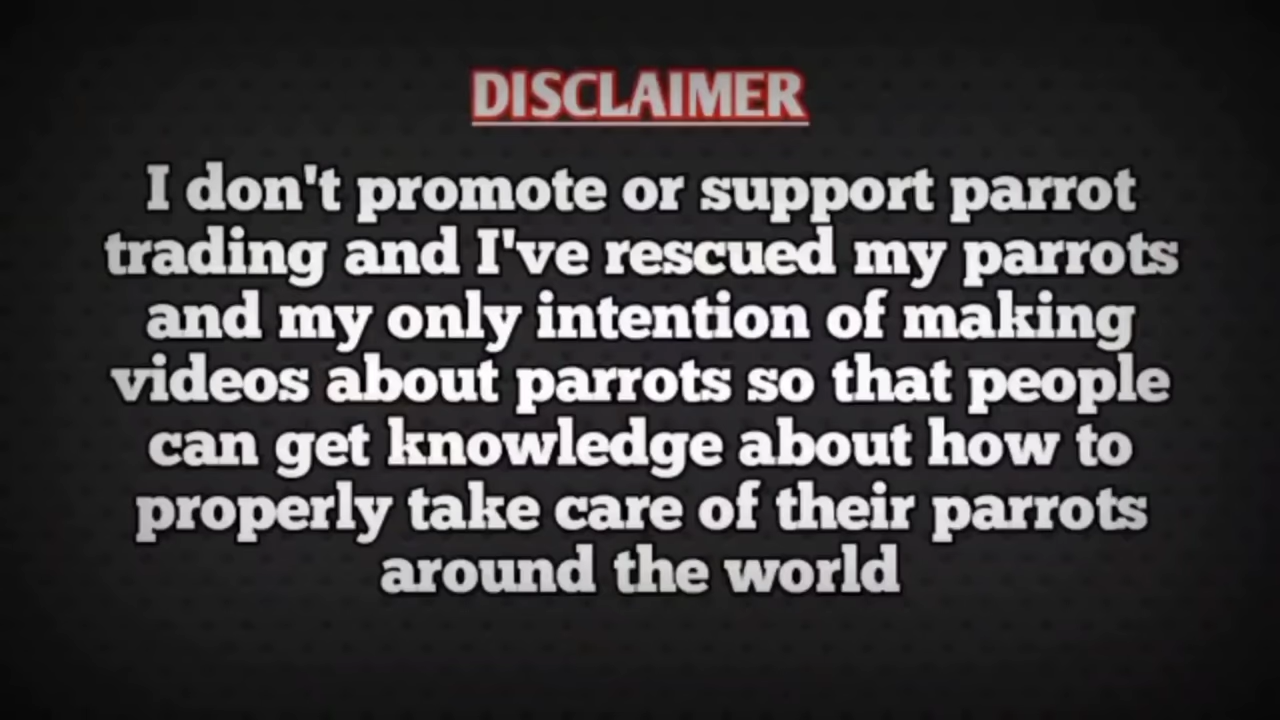 DISCLAIMER
I don't promote or support parrot
trading and I've rescued my parrots
and my only intention of making
videos about parrots so that people
can get knowledge about how to
properly take care of their parrots
around the world